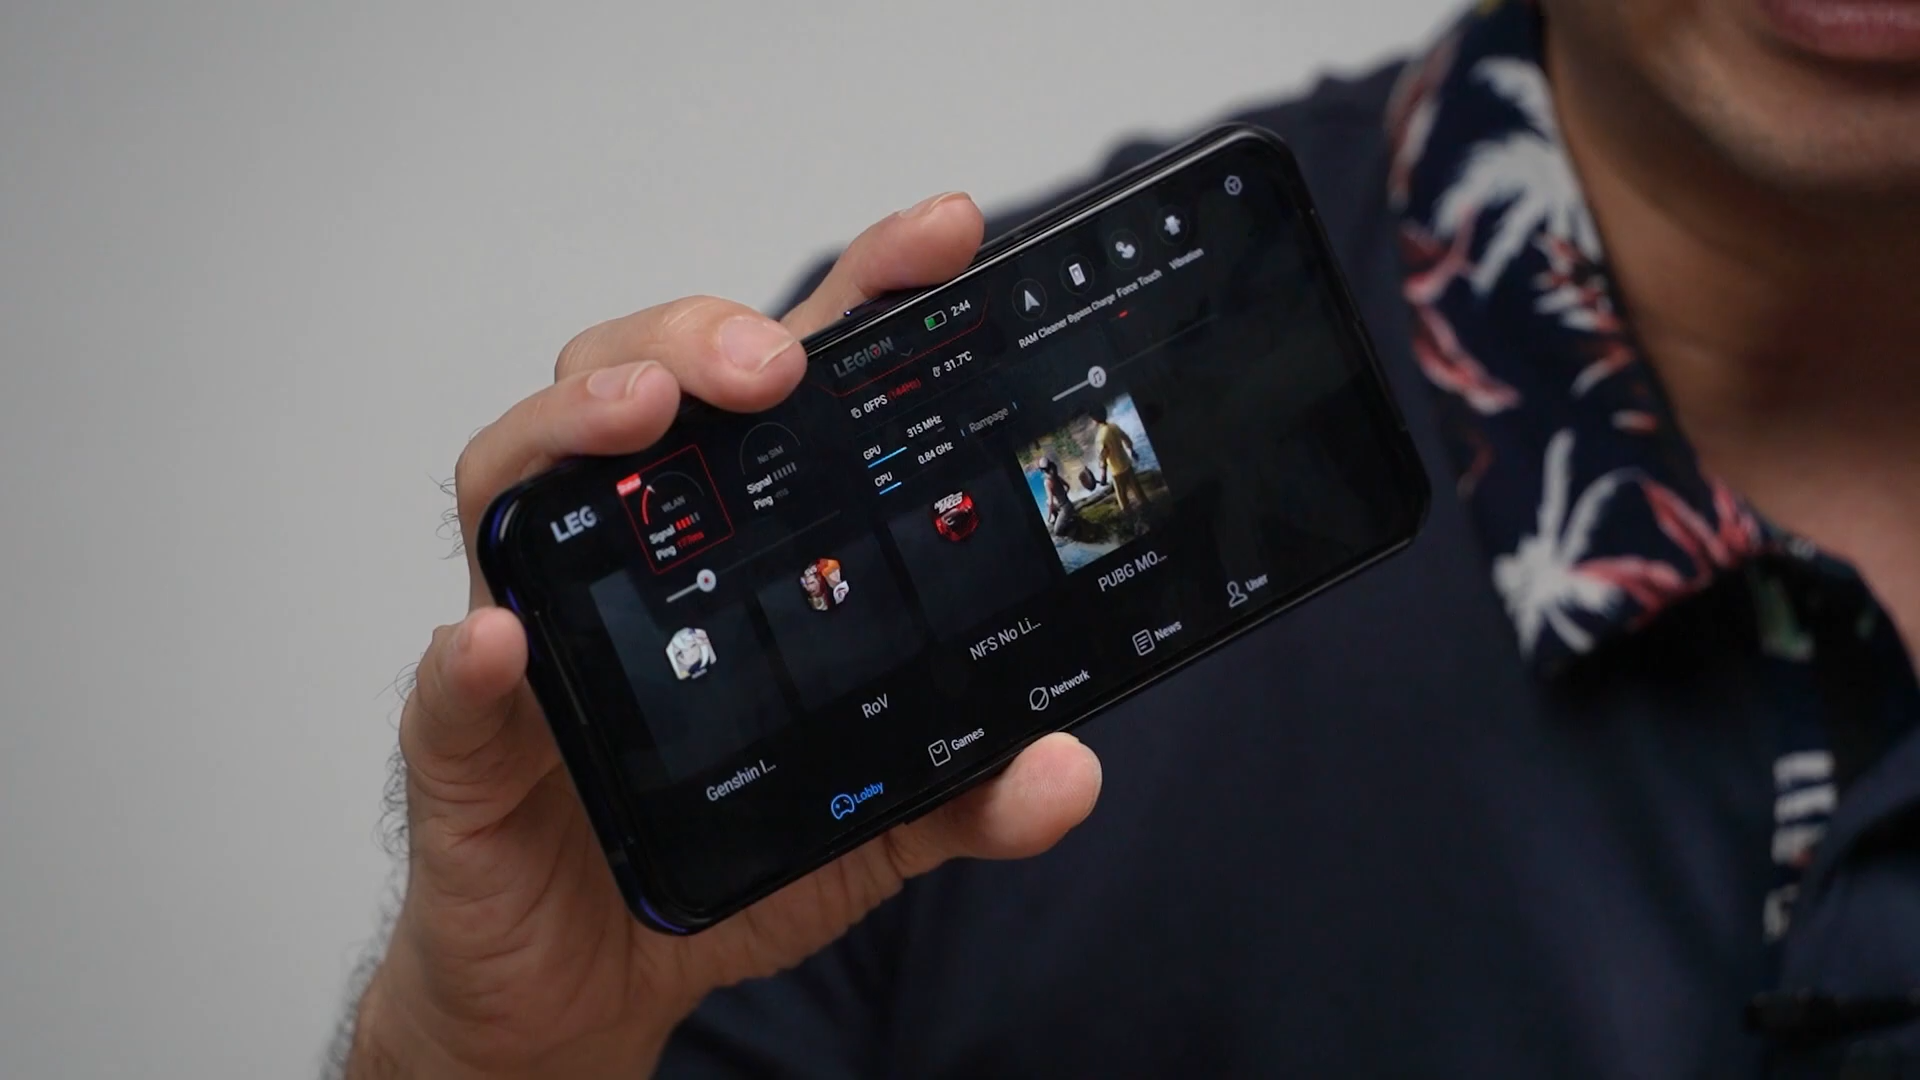 LEG
WLAN
Signal
Ping 177ms
No SIM
Signal
Ping
LEGION
2:44
0FPS (144Hz)
31.7℃
GPU 315 MHz
CPU 0.84 GHz
Rampage
RAM Cleaner
Bypass Charge
Force Touch
Vibration
Genshin I...
RoV
NFS No Li...
PUBG MO...
Lobby
Games
Network
News
User